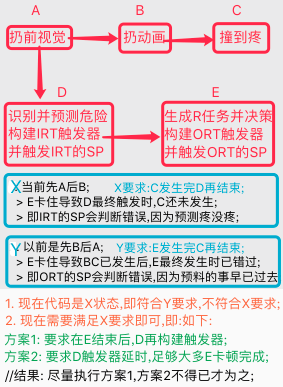 A
B
C
扔前视觉
扔动画
撞到疼
D
E
识别并预测危险
构建IRT触发器
并触发IRT的SP
生成R任务并决策
构建ORT触发器
并触发ORT的SP
X当前先A后B; X要求:C发生完D再结束;
> E卡住导致D最终触发时,C还未发生;
> 即IRT的SP会判断错误,因为预测疼没疼;
Y以前是先B后A; Y要求:E发生完D再结束;
> E卡住导致BC已发生后,E最终发生时已错过;
> 即ORT的SP会判断错误,因为预料的事早已过去
1. 现在代码是X状态,即符合Y要求,不符合X要求;
2. 现在需要满足X要求即可,即:如下:
方案1: 要求在E结束后,D再构建触发器;
方案2: 要求D触发器延时,足够大多E卡顿完成;
//结果: 尽量执行方案1,方案2不得已才为之;